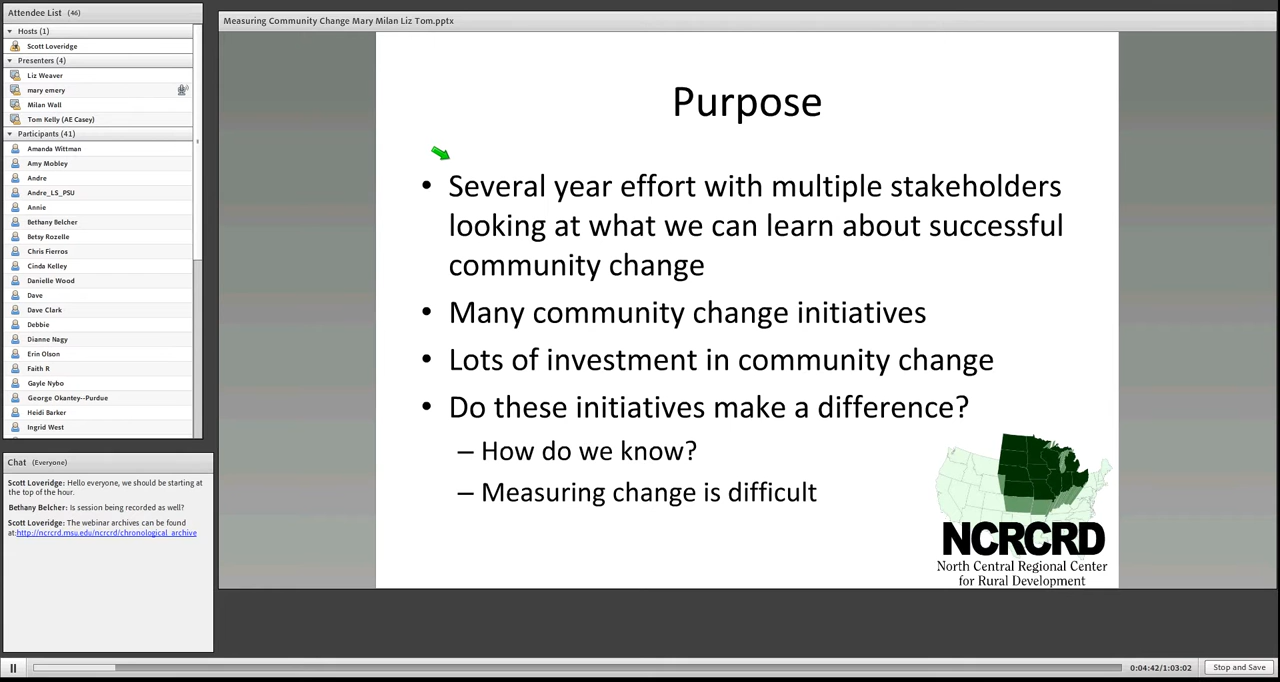 Attendee List (46)
Hosts (1)
Scott Loveridge
Presenters (4)
Liz Weaver
mary emery
Milan Wall
Tom Kelly (AE Casey)
Participants (41)
Amanda Wittman
Amy Mobley
Andre
Andre_LS_PSU
Annie
Bethany Belcher
Betsy Rozelle
Chris Fierros
Cinda Kelley
Danielle Wood
Dave
Dave Clark
Debbie
Dianne Nagy
Erin Olson
Faith R
Gayle Nybo
George Okantey--Purdue
Heidi Barker
Ingrid West
Chat (Everyone)
Scott Loveridge: Hello everyone, we should be starting
at the top of the hour.
Bethany Belcher: Is session being recorded as well?
Scott Loveridge: The webinar archives can be found
at:http://ncrcrd.msu.edu/ncrcrd/chronological_archive
Measuring Community Change Mary Milan Liz Tom.pptx
Purpose
• Several year effort with multiple stakeholders
looking at what we can learn about successful
community change
• Many community change initiatives
• Lots of investment in community change
• Do these initiatives make a difference?
– How do we know?
– Measuring change is difficult
NCRCRD
North Central Regional Center
for Rural Development
0:04:42/1:03:02
Stop and Save